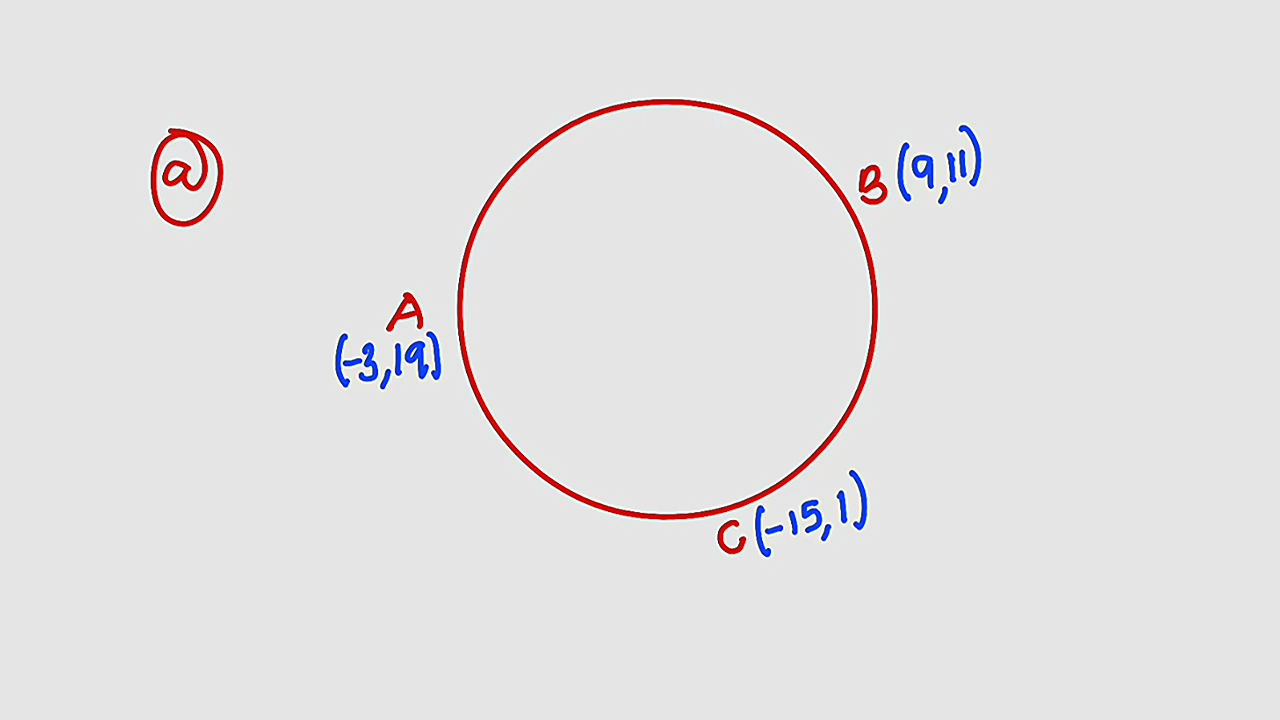 a
B (9,11)
A
(-3,19)
C (-15,1)